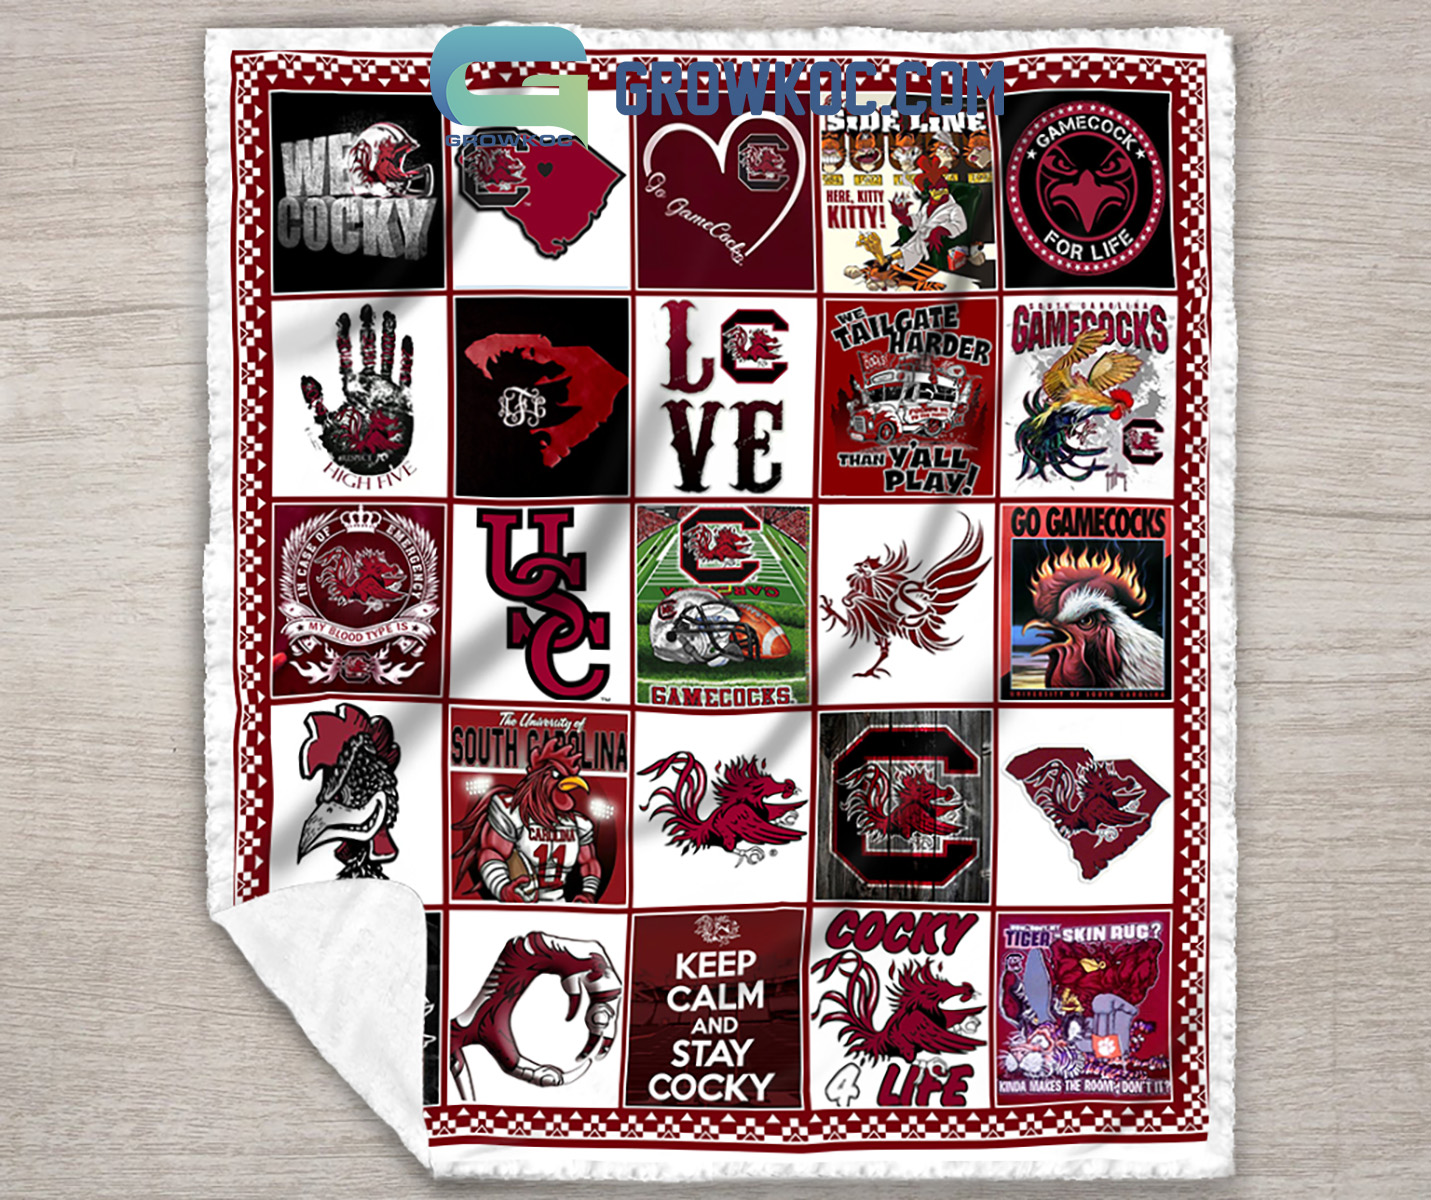 GROWKOC.COM
GROWKOC
WE
COCKY
Go GameCocks
SIDE LINE
HERE, KITTY
KITTY!
GAMECOCK
FOR LIFE
HIGH FIVE
L
VE
WE
TAILGATE
HARDER
THAN Y'ALL
PLAY!
SOUTH CAROLINA
GAMECOCKS
IN CASE OF EMERGENCY
MY BLOOD TYPE IS
USC
TM
GAMECOCKS
GO GAMECOCKS
UNIVERSITY OF SOUTH CAROLINA
The University of
SOUTH CAROLINA
CAROLINA
11
®
KEEP
CALM
AND
STAY
COCKY
COCKY
4 LIFE
TIGER SKIN RUG?
KINDA MAKES THE ROOM, DON'T IT?